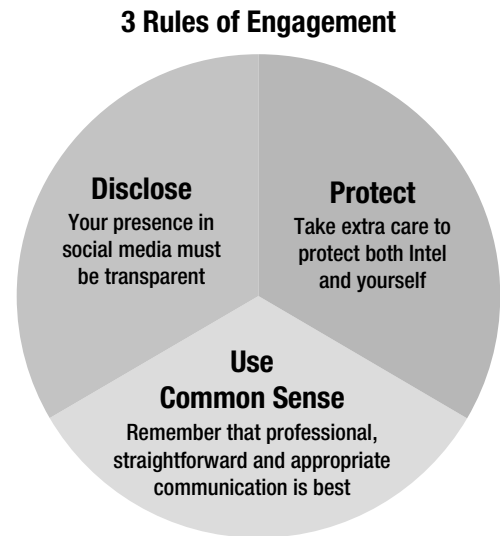 3 Rules of Engagement
Disclose
Your presence in
social media must
be transparent
Protect
Take extra care to
protect both Intel
and yourself
Use
Common Sense
Remember that professional,
straightforward and appropriate
communication is best